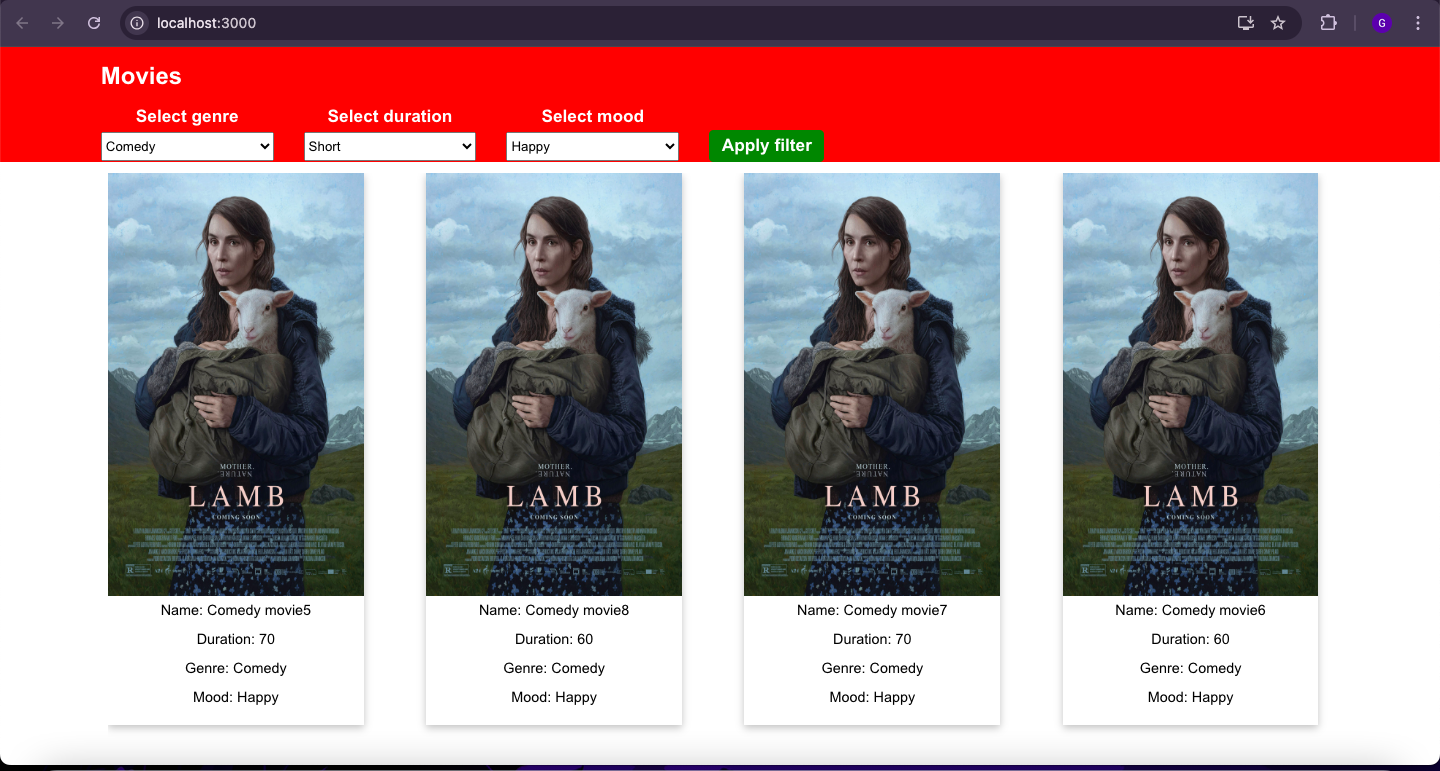 localhost:3000
G
Movies
Select genre
Select duration
Select mood
Comedy
Short
Happy
Apply filter
MOTHER.
NATURE
LAMB
COMING SOON
R
MOTHER.
NATURE
LAMB
COMING SOON
R
MOTHER.
NATURE
LAMB
COMING SOON
R
MOTHER.
NATURE
LAMB
COMING SOON
R
Name: Comedy movie5
Duration: 70
Genre: Comedy
Mood: Happy
Name: Comedy movie8
Duration: 60
Genre: Comedy
Mood: Happy
Name: Comedy movie7
Duration: 70
Genre: Comedy
Mood: Happy
Name: Comedy movie6
Duration: 60
Genre: Comedy
Mood: Happy